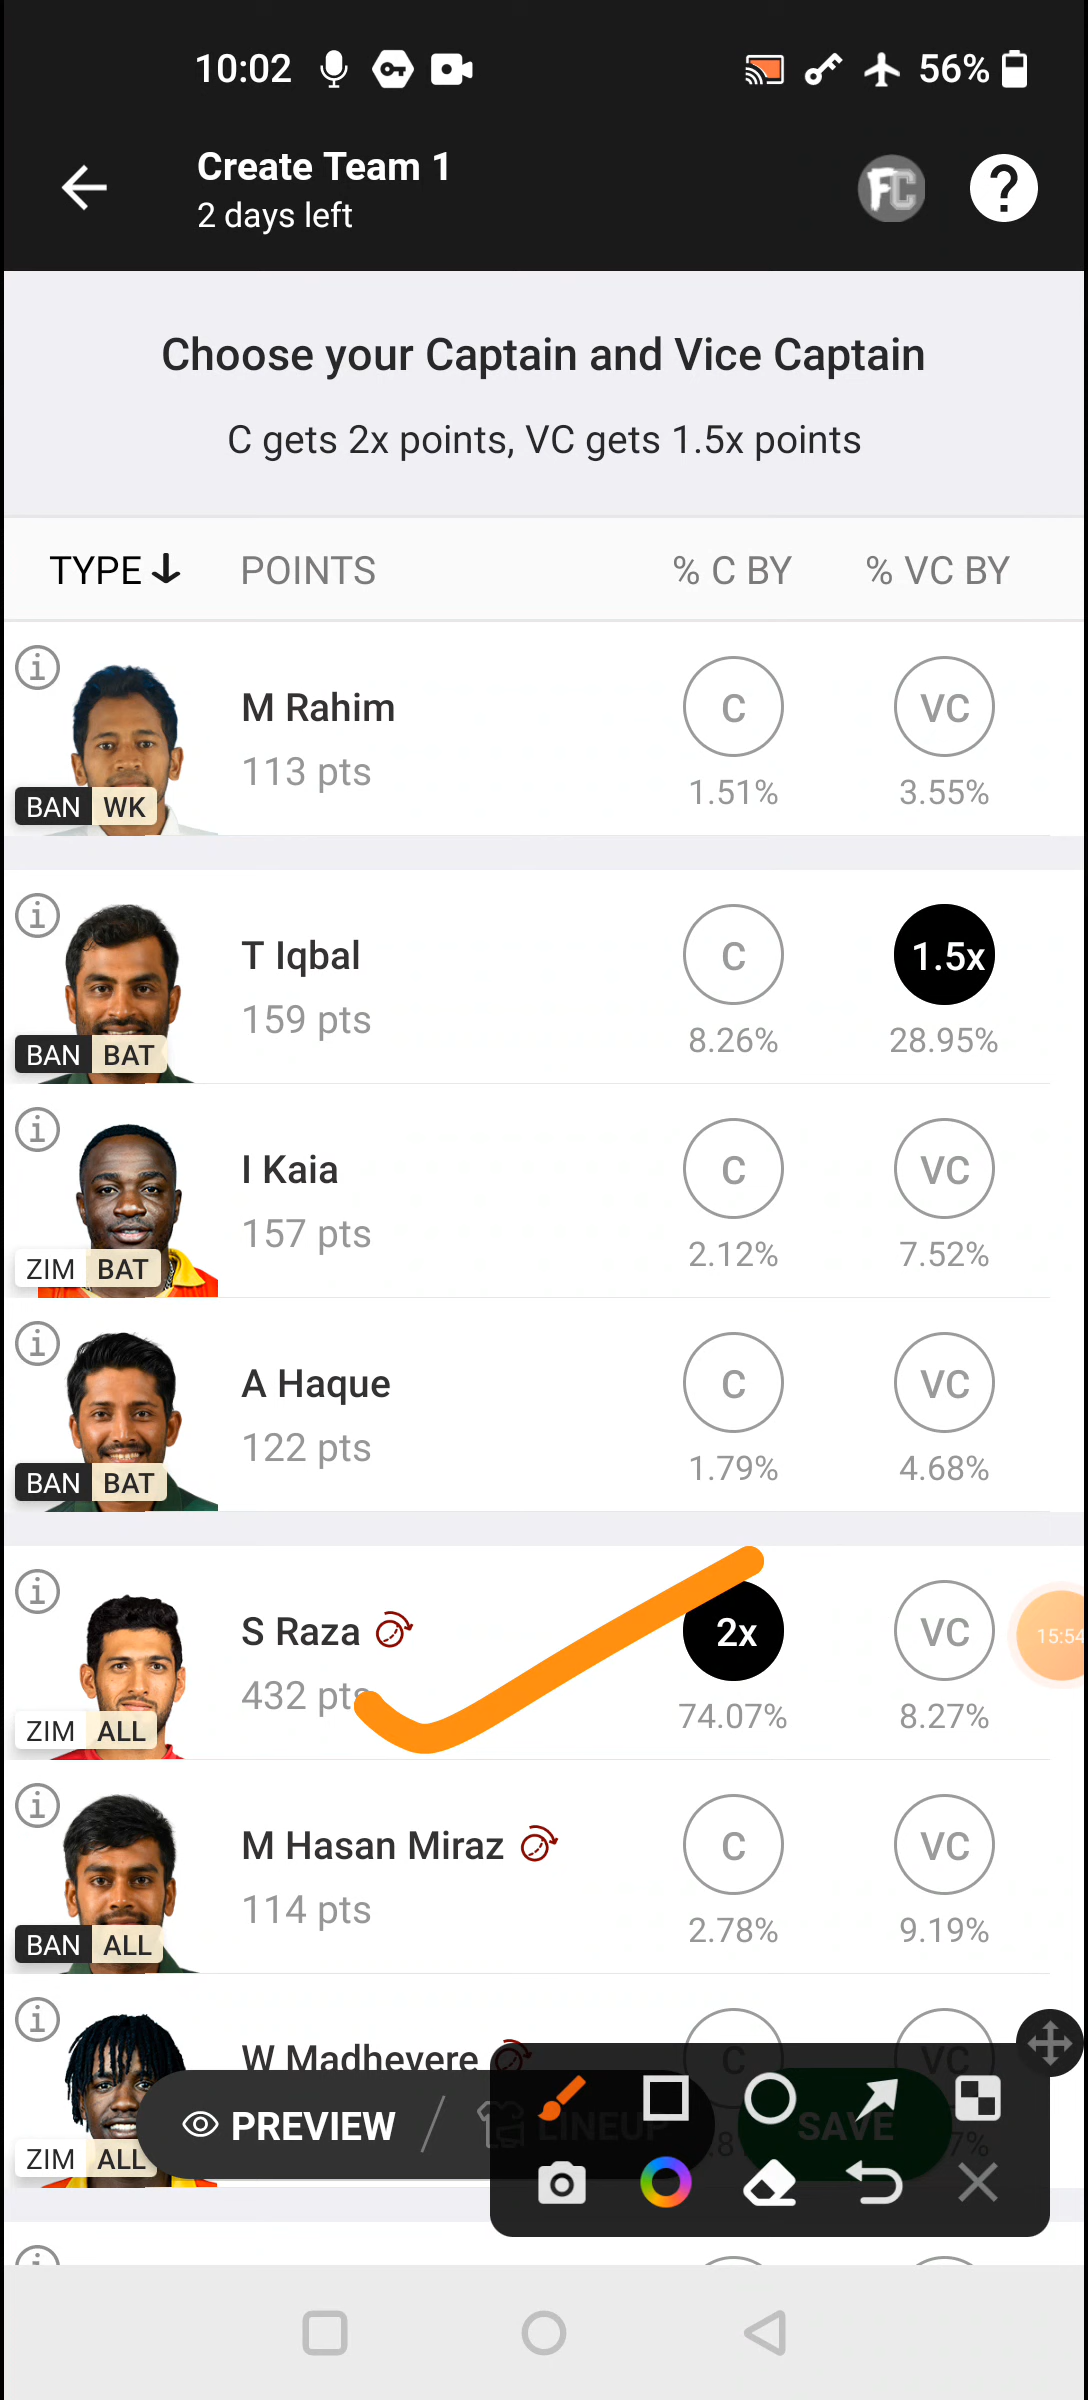 10:02
56%
Create Team 1
2 days left
FC
?
Choose your Captain and Vice Captain
C gets 2x points, VC gets 1.5x points
TYPE POINTS % C BY % VC BY
M Rahim C VC
113 pts 1.51% 3.55%
BAN WK
T Iqbal C 1.5x
159 pts 8.26% 28.95%
BAN BAT
I Kaia C VC
157 pts 2.12% 7.52%
ZIM BAT
A Haque C VC
122 pts 1.79% 4.68%
BAN BAT
S Raza 2x VC
15:54
432 pts 74.07% 8.27%
ZIM ALL
M Hasan Miraz C VC
114 pts 2.78% 9.19%
BAN ALL
W Madhevere C VC
PREVIEW LINEUP SAVE
ZIM ALL